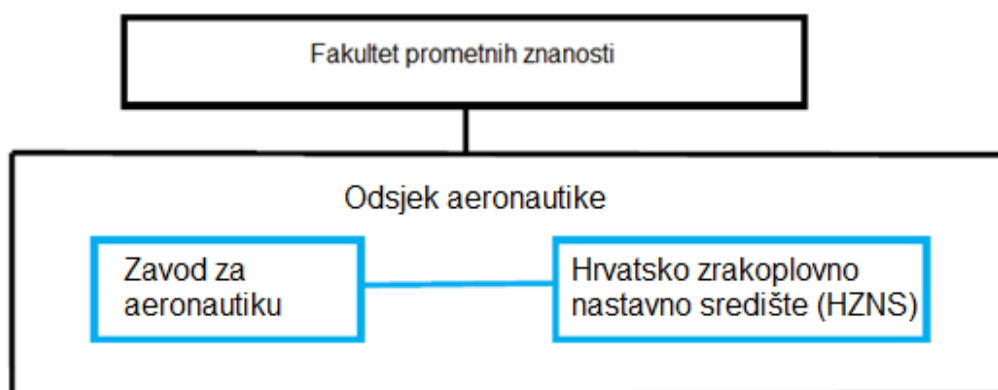 Fakultet prometnih znanosti
Odsjek aeronautike
Zavod za
aeronautiku
Hrvatsko zrakoplovno
nastavno središte (HZNS)